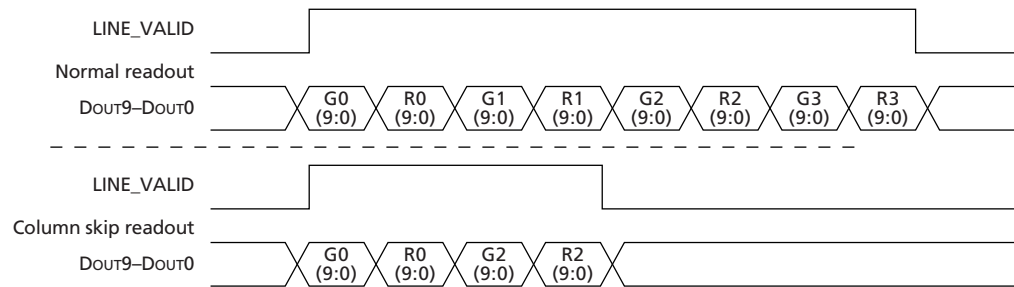 LINE_VALID
Normal readout
DOUT9–DOUT0
G0 R0 G1 R1 G2 R2 G3 R3
(9:0) (9:0) (9:0) (9:0) (9:0) (9:0) (9:0) (9:0)
LINE_VALID
Column skip readout
DOUT9–DOUT0
G0 R0 G2 R2
(9:0) (9:0) (9:0) (9:0)